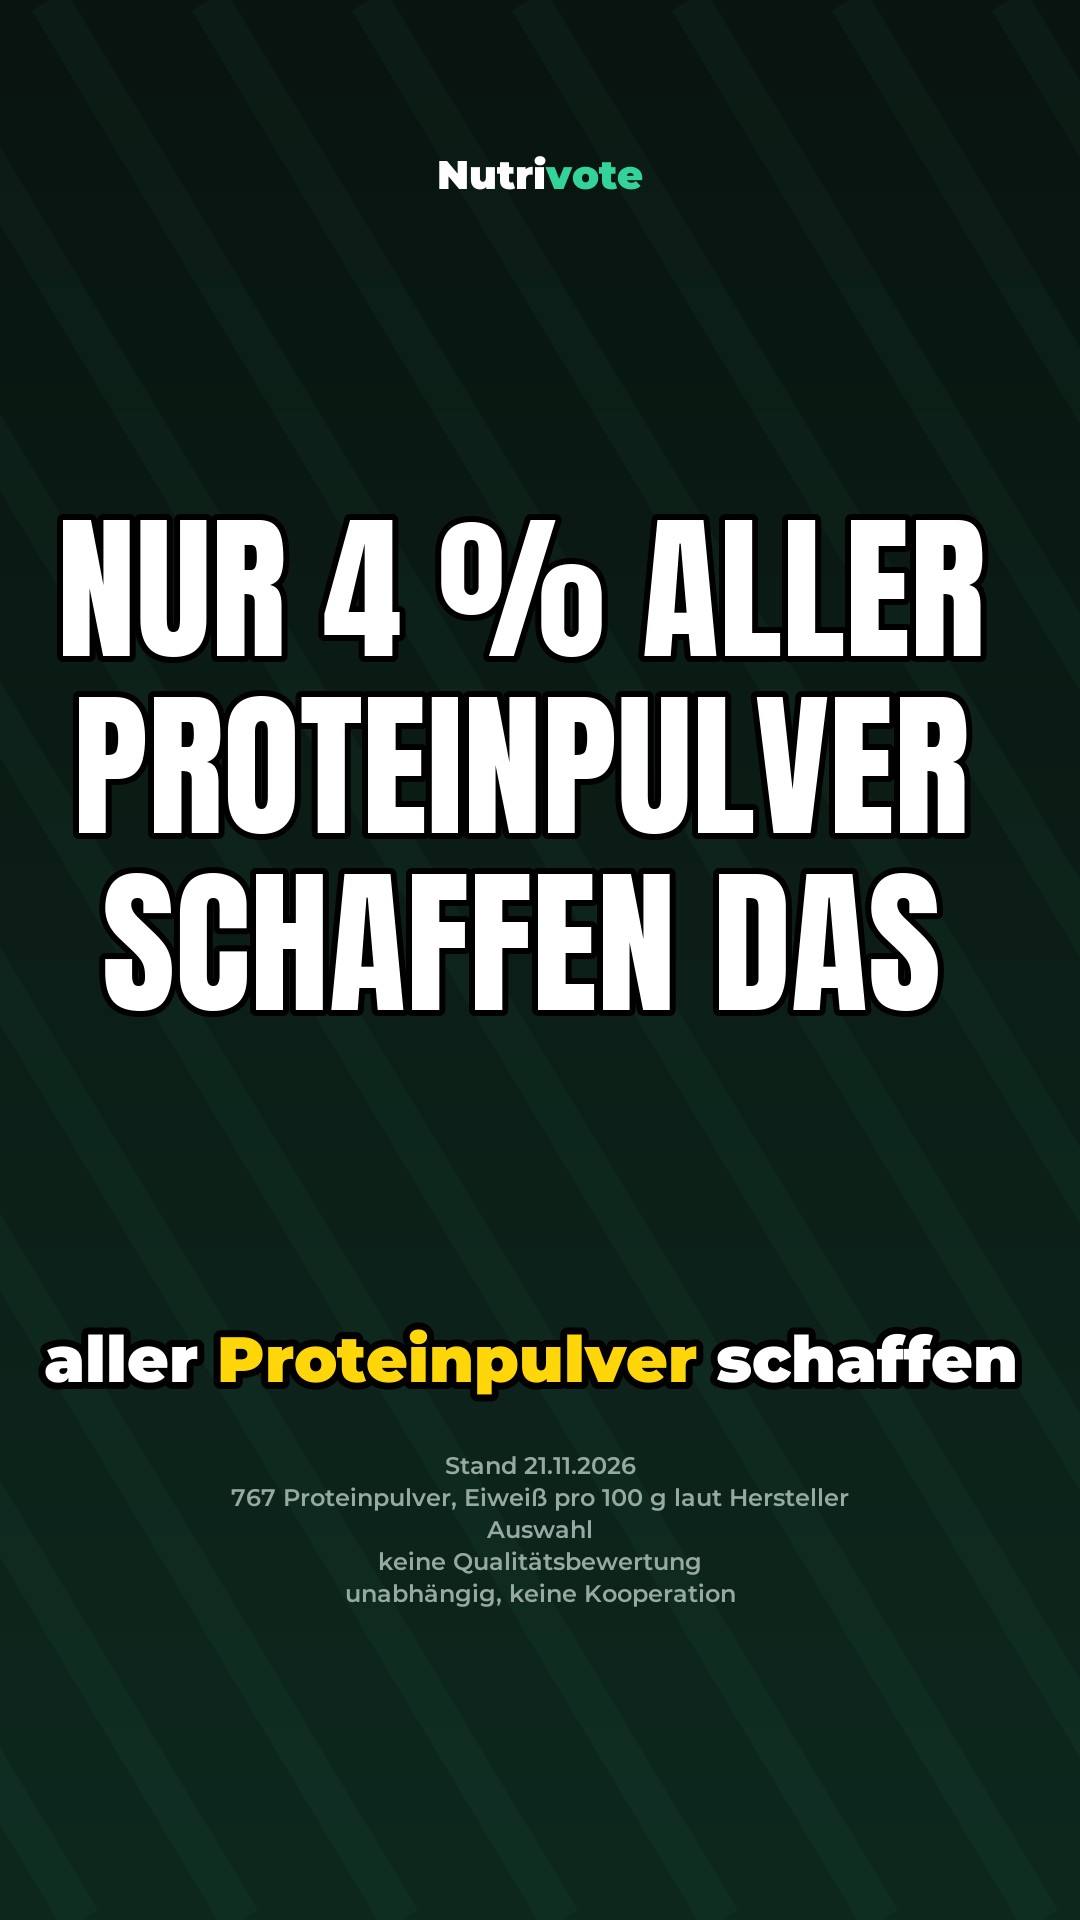 Nutrivote
NUR 4 % ALLER
PROTEINPULVER
SCHAFFEN DAS
aller Proteinpulver schaffen
Stand 21.11.2026
767 Proteinpulver, Eiweiß pro 100 g laut Hersteller
Auswahl
keine Qualitätsbewertung
unabhängig, keine Kooperation